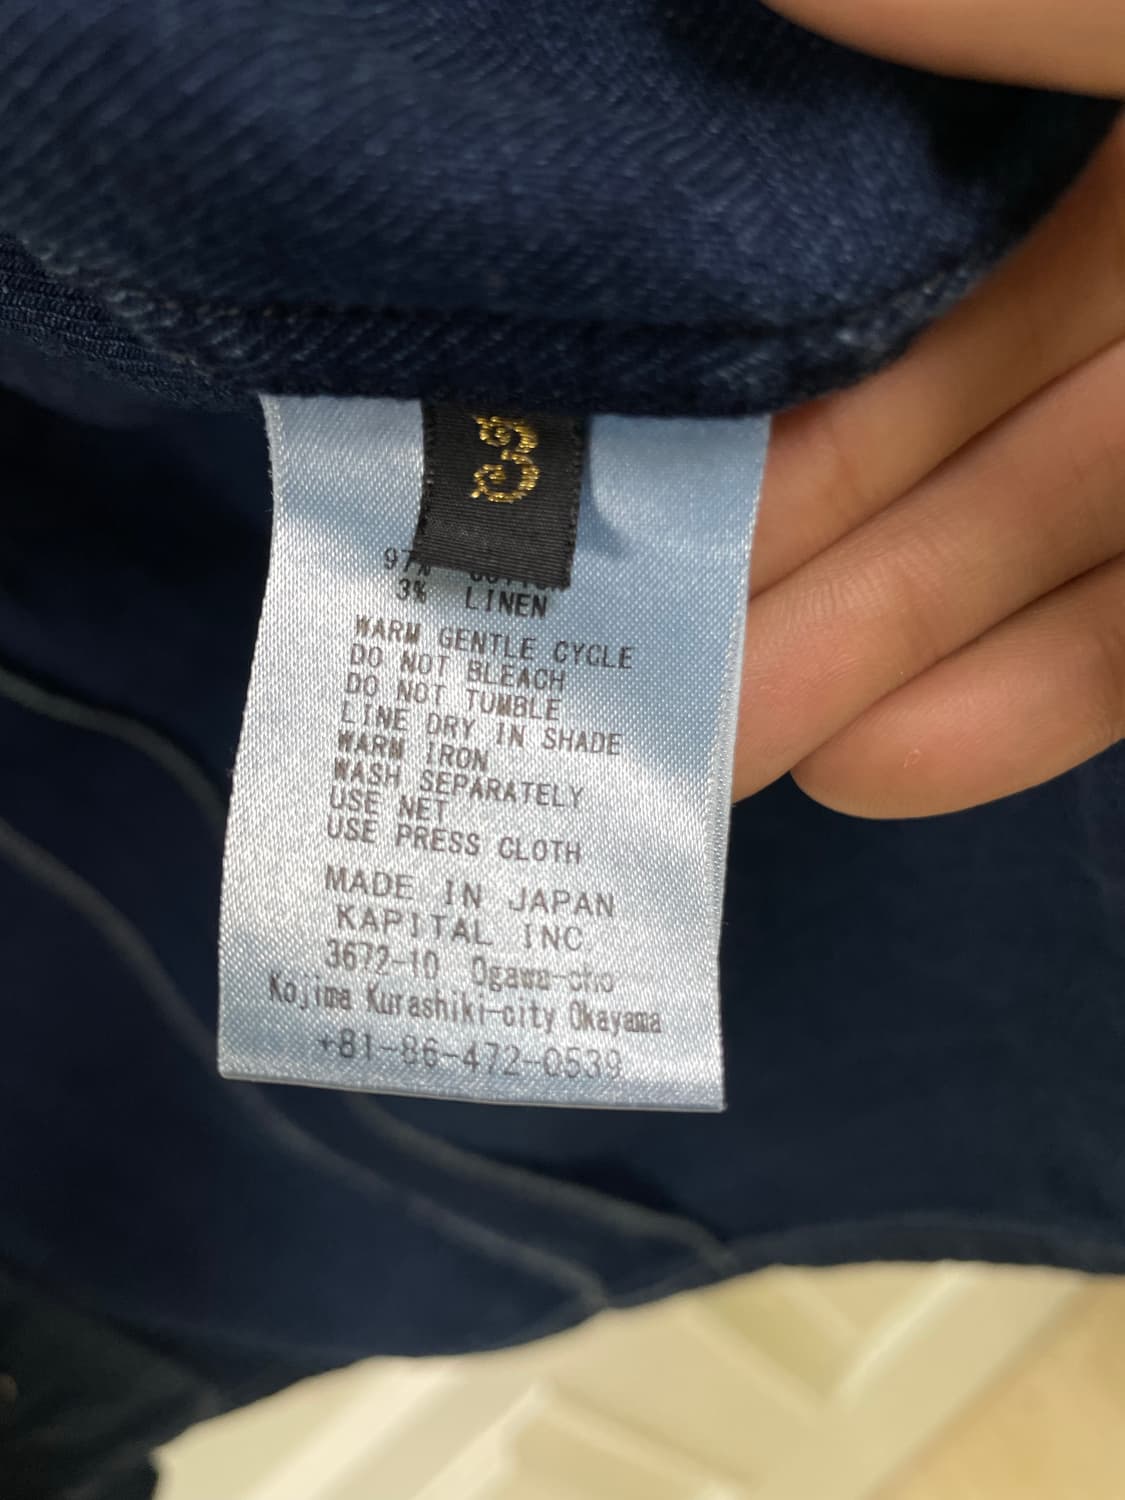 97% COTTON
3% LINEN
WARM GENTLE CYCLE
DO NOT BLEACH
DO NOT TUMBLE
LINE DRY IN SHADE
WARM IRON
WASH SEPARATELY
USE NET
USE PRESS CLOTH
MADE IN JAPAN
KAPITAL INC
3672-10 Ogawa-cho
Kojima Kurashiki-city Okayama
+81-86-472-0539